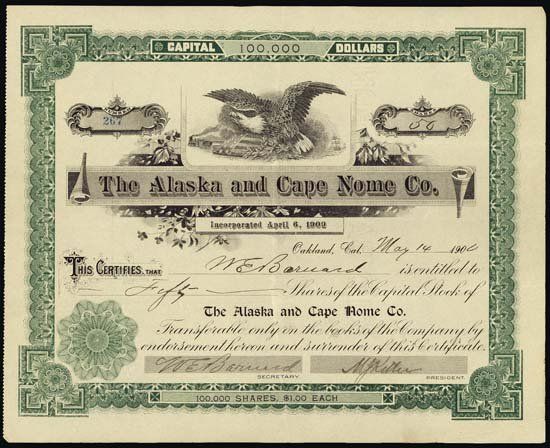 CAPITAL 100,000 DOLLARS
267
50
The Alaska and Cape Nome Co.
Incorporated April 6, 1902
Oakland, Cal. May 14 190
THIS CERTIFIES, THAT W E Barnard is entitled to
Fifty Shares of the Capital Stock of
The Alaska and Cape Nome Co.
Transferable only on the books of the Company by
endorsement hereon and surrender of this Certificate.
W E Barnard
SECRETARY.
PRESIDENT.
100,000 SHARES, $1.00 EACH